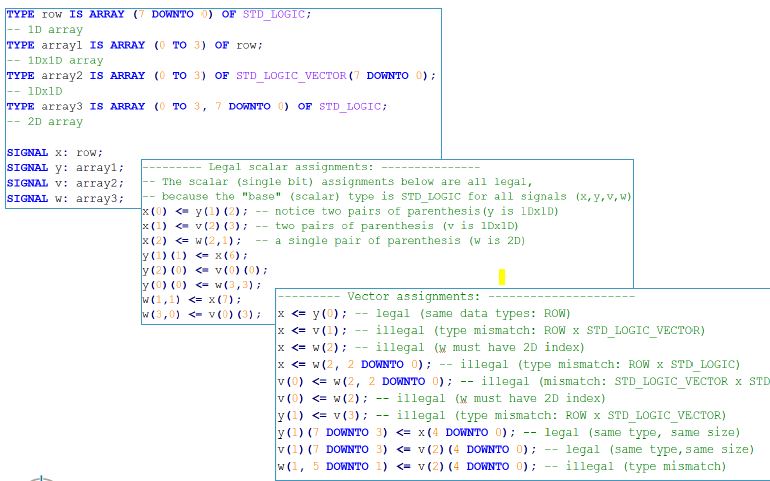 TYPE row IS ARRAY (7 DOWNTO 0) OF STD_LOGIC;
-- 1D array
TYPE array1 IS ARRAY (0 TO 3) OF row;
-- 1Dx1D array
TYPE array2 IS ARRAY (0 TO 3) OF STD_LOGIC_VECTOR(7 DOWNTO 0);
-- 1Dx1D
TYPE array3 IS ARRAY (0 TO 3, 7 DOWNTO 0) OF STD_LOGIC;
-- 2D array
SIGNAL x: row;
SIGNAL y: array1;
SIGNAL v: array2;
SIGNAL w: array3;
--------- Legal scalar assignments: ---------------
-- The scalar (single bit) assignments below are all legal,
-- because the "base" (scalar) type is STD_LOGIC for all signals (x,y,v,w)
x(0) <= y(1)(2); -- notice two pairs of parenthesis(y is 1Dx1D)
x(1) <= v(2)(3); -- two pairs of parenthesis (v is 1Dx1D)
x(2) <= w(2,1); -- a single pair of parenthesis (w is 2D)
y(1)(1) <= x(6);
y(2)(0) <= v(0)(0);
y(0)(0) <= w(3,3);
w(1,1) <= x(7);
w(3,0) <= v(0)(3);
--------- Vector assignments: ---------------------
x <= y(0); -- legal (same data types: ROW)
x <= v(1); -- illegal (type mismatch: ROW x STD_LOGIC_VECTOR)
x <= w(2); -- illegal (w must have 2D index)
x <= w(2, 2 DOWNTO 0); -- illegal (type mismatch: ROW x STD_LOGIC)
v(0) <= w(2, 2 DOWNTO 0); -- illegal (mismatch: STD_LOGIC_VECTOR x STD
v(0) <= w(2); -- illegal (w must have 2D index)
y(1) <= v(3); -- illegal (type mismatch: ROW x STD_LOGIC_VECTOR)
y(1)(7 DOWNTO 3) <= x(4 DOWNTO 0); -- legal (same type, same size)
v(1)(7 DOWNTO 3) <= v(2)(4 DOWNTO 0); -- legal (same type,same size)
w(1, 5 DOWNTO 1) <= v(2)(4 DOWNTO 0); -- illegal (type mismatch)